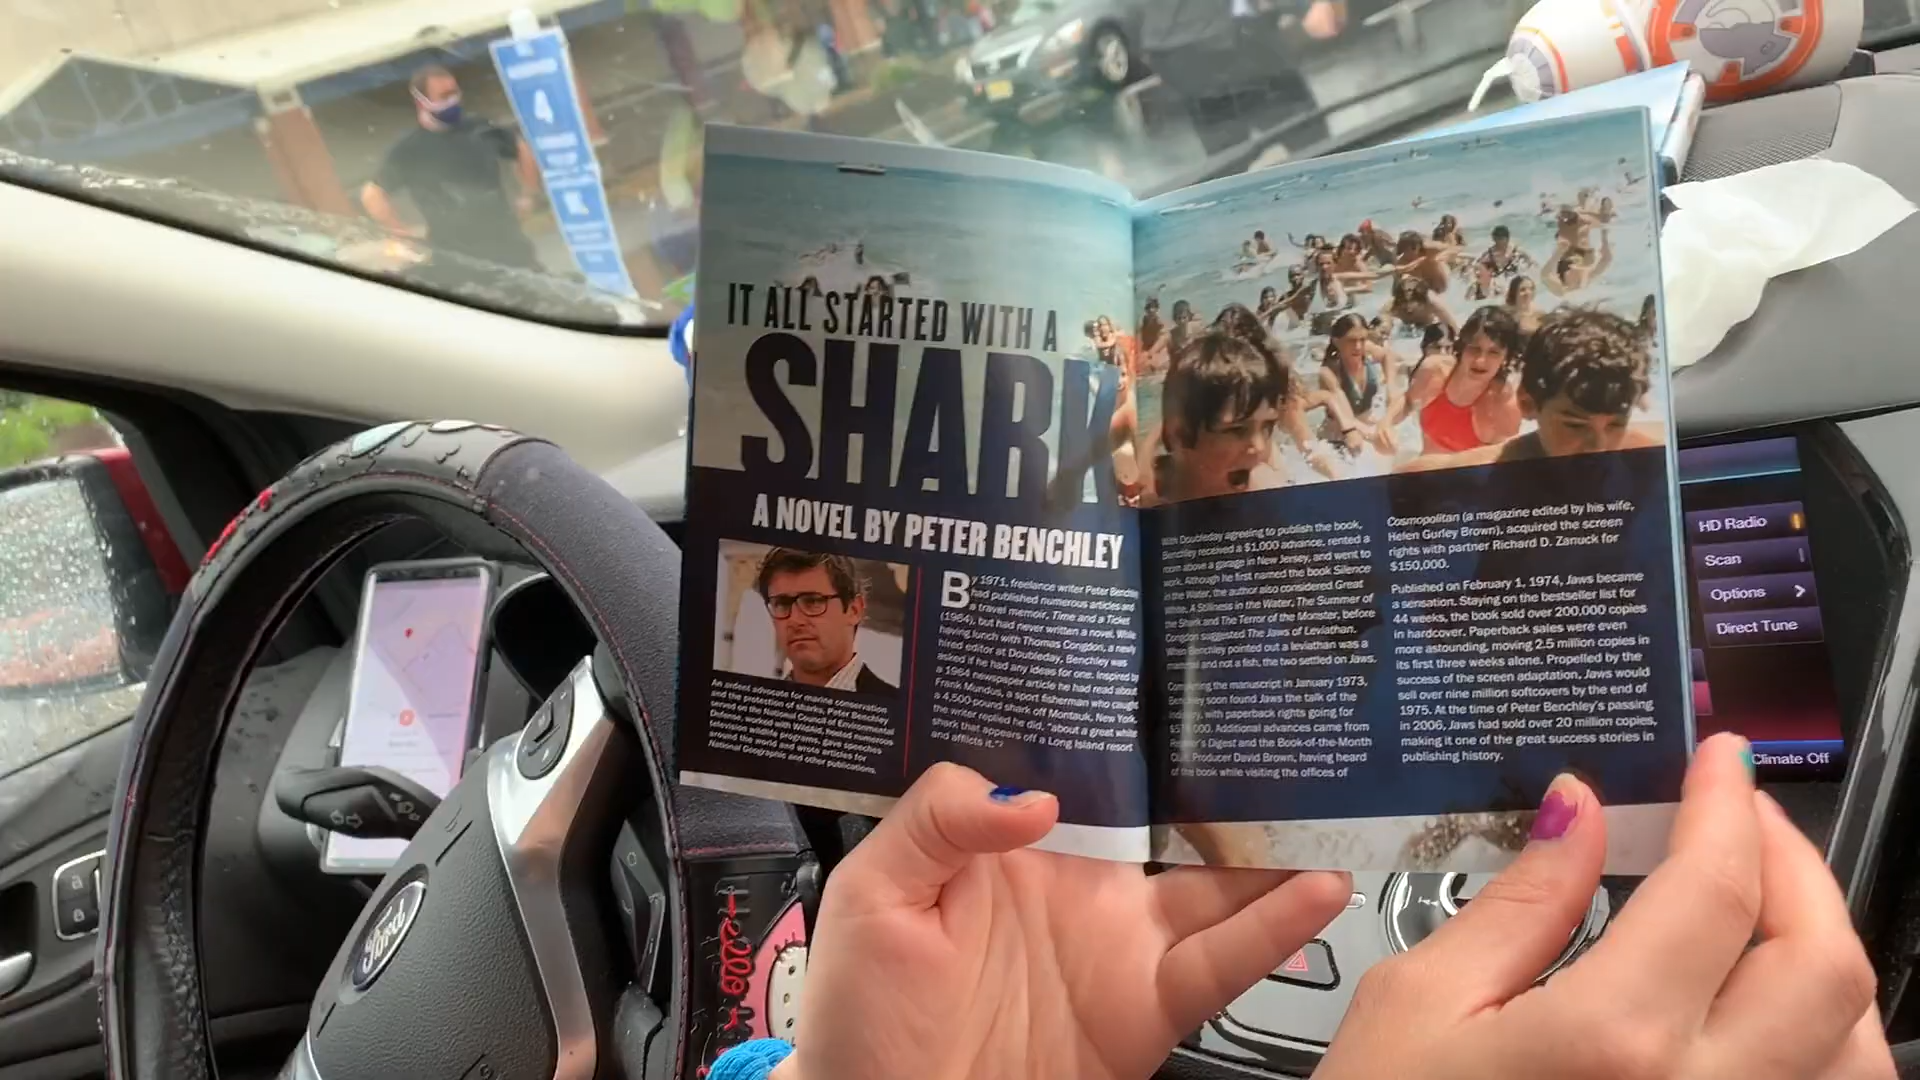 4
IT ALL STARTED WITH A
SHARK
A NOVEL BY PETER BENCHLEY
An ardent advocate for marine conservation
and the protection of sharks, Peter Benchley
served on the National Council of Environmental
Defense, worked WildAid, hosted numerous
television wildlife programs, gave speeches
around the world and wrote articles for
National Geographic and other publications.
By 1971, freelance writer Peter Benchley
had published numerous articles and
a travel memoir, Time and a Ticket
(1964), but had never written a novel. While
having lunch with Thomas Congdon, a newly
hired editor at Doubleday, Benchley was
asked if he had any ideas for one. Inspired by
a 1964 newspaper article he had read about
Frank Mundus, a sport fisherman who caught
a 4,500-pound shark off Montauk, New York,
the writer replied he did, "about a great white
shark that appears off a Long Island resort
and afflicts it."
With Doubleday agreeing to publish the book,
Benchley received a $1,000 advance, rented a
room above a garage in New Jersey, and went to
work. Although he first named the book Silence
in the Water, the author also considered Great
White, A Stillness in the Water, The Summer of
the Shark and The Terror of the Monster, before
Congdon suggested The Jaws of Leviathan.
When Benchley pointed out a leviathan was a
mammal and not a fish, the two settled on Jaws.
Completing the manuscript in January 1973,
Benchley soon found Jaws the talk of the
industry, with paperback rights going for
000. Additional advances came from
Reader's Digest and the Book-of-the-Month
Club. Producer David Brown, having heard
of the book while visiting the offices of
Cosmopolitan (a magazine edited by his wife,
Helen Gurley Brown), acquired the screen
rights with partner Richard D. Zanuck for
$150,000.
Published on February 1, 1974, Jaws became
a sensation. Staying on the bestseller list for
44 weeks, the book sold over 200,000 copies
in hardcover. Paperback sales were even
more astounding, moving 2.5 million copies in
its first three weeks alone. Propelled by the
success of the screen adaptation, Jaws would
sell over nine million softcovers by the end of
1975. At the time of Peter Benchley's passing
in 2006, Jaws had sold over 20 million copies,
making it one of the great success stories in
publishing history.
HD Radio
Scan
Options >
Direct Tune
Climate Off
Ford
Hello